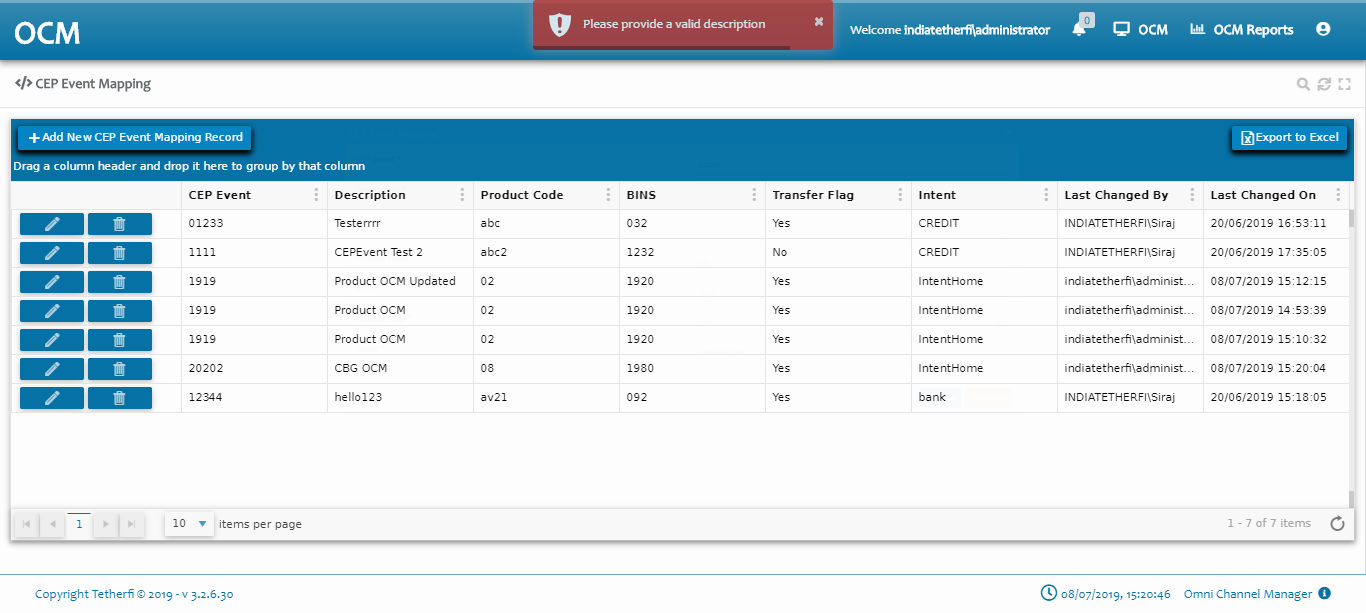 OCM
Please provide a valid description
Welcome indiatetherfi\administrator
0
OCM
OCM Reports
CEP Event Mapping
Add New CEP Event Mapping Record
Export to Excel
Drag a column header and drop it here to group by that column
CEP Event Description Product Code BINS Transfer Flag Intent Last Changed By Last Changed On
01233 Testerrrr abc 032 Yes CREDIT INDIATETHERFI\Siraj 20/06/2019 16:53:11
1111 CEPEvent Test 2 abc2 1232 No CREDIT INDIATETHERFI\Siraj 20/06/2019 17:35:05
1919 Product OCM Updated 02 1920 Yes IntentHome indiatetherfi\administ... 08/07/2019 15:12:15
1919 Product OCM 02 1920 Yes IntentHome indiatetherfi\administ... 08/07/2019 14:53:39
1919 Product OCM 02 1920 Yes IntentHome indiatetherfi\administ... 08/07/2019 15:10:32
20202 CBG OCM 08 1980 Yes IntentHome indiatetherfi\administ... 08/07/2019 15:20:04
12344 hello123 av21 092 Yes bank INDIATETHERFI\Siraj 20/06/2019 15:18:05
1 10 items per page 1 - 7 of 7 items
Copyright Tetherfi © 2019 - v 3.2.6.30 08/07/2019, 15:20:46 Omni Channel Manager